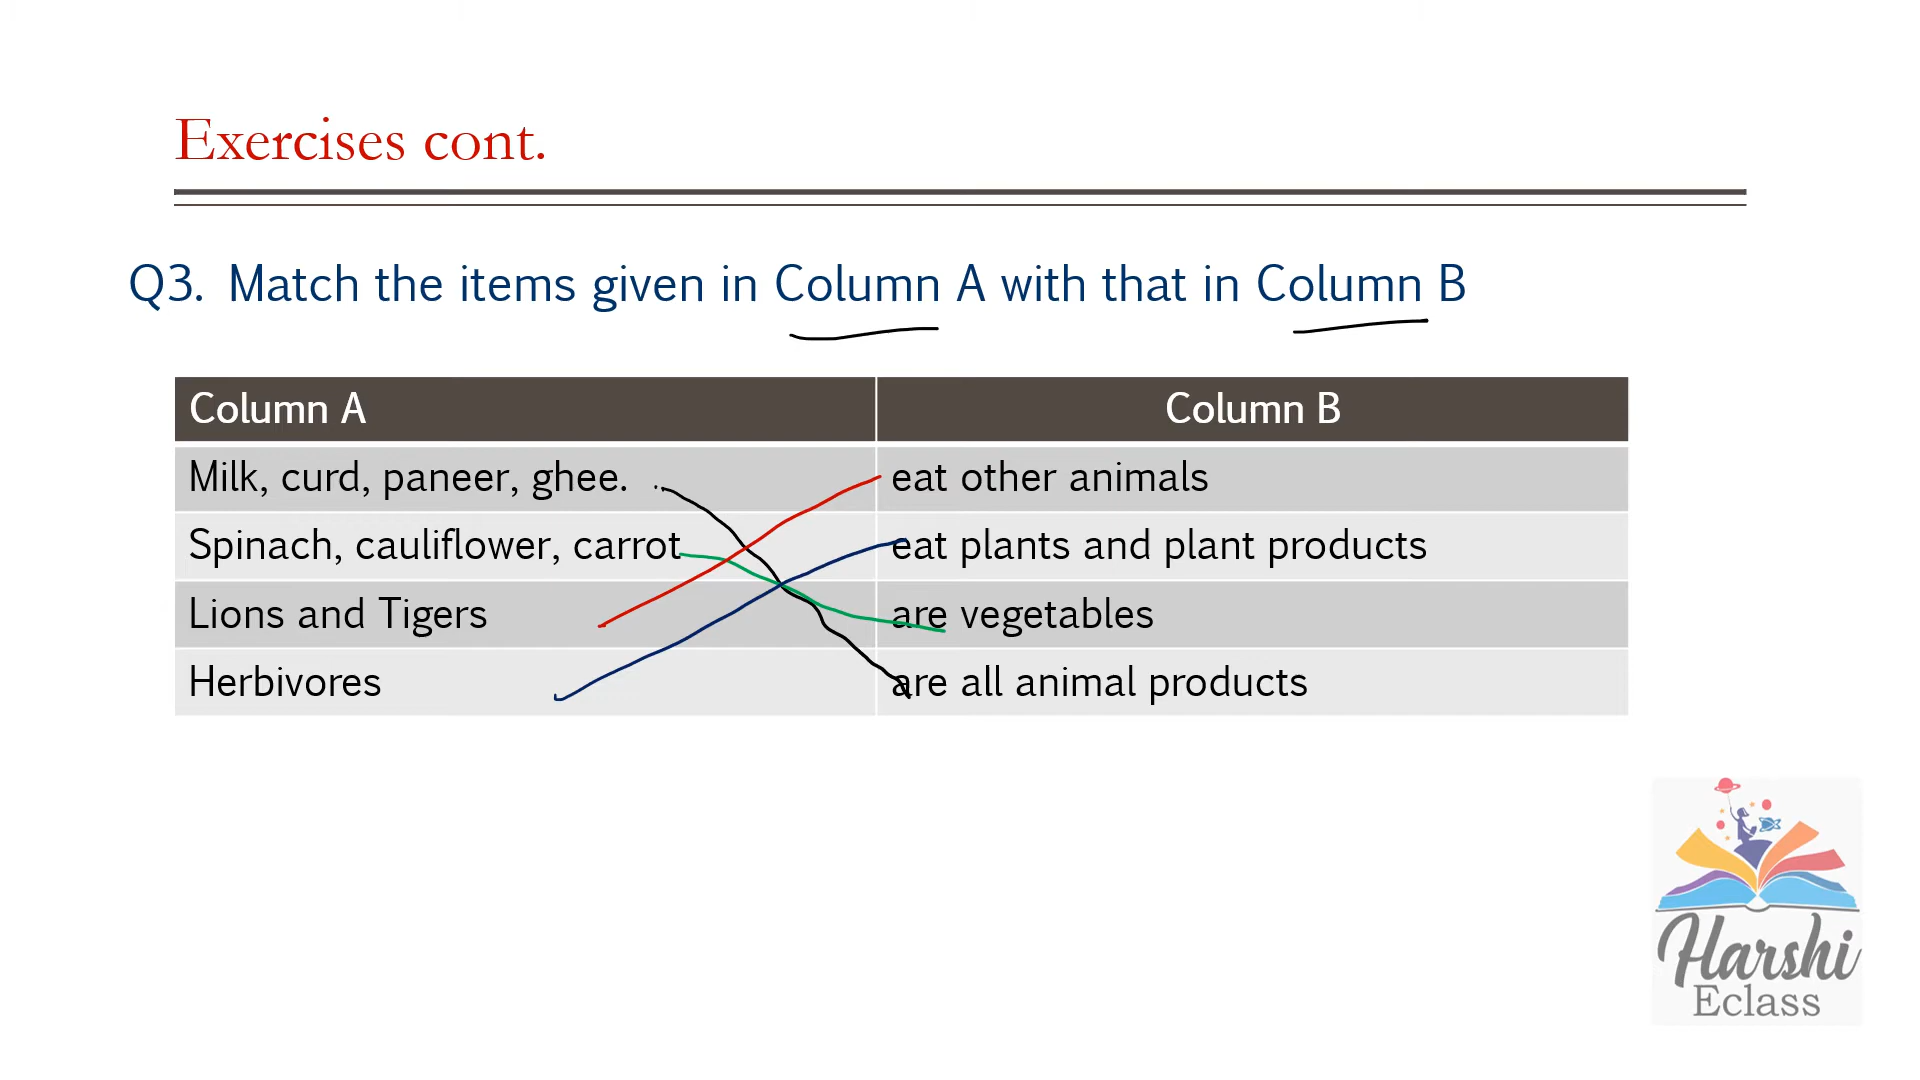 Exercises cont.
Q3. Match the items given in Column A with that in Column B
Column A Column B
Milk, curd, paneer, ghee. eat other animals
Spinach, cauliflower, carrot eat plants and plant products
Lions and Tigers are vegetables
Herbivores are all animal products
Harshi
Eclass